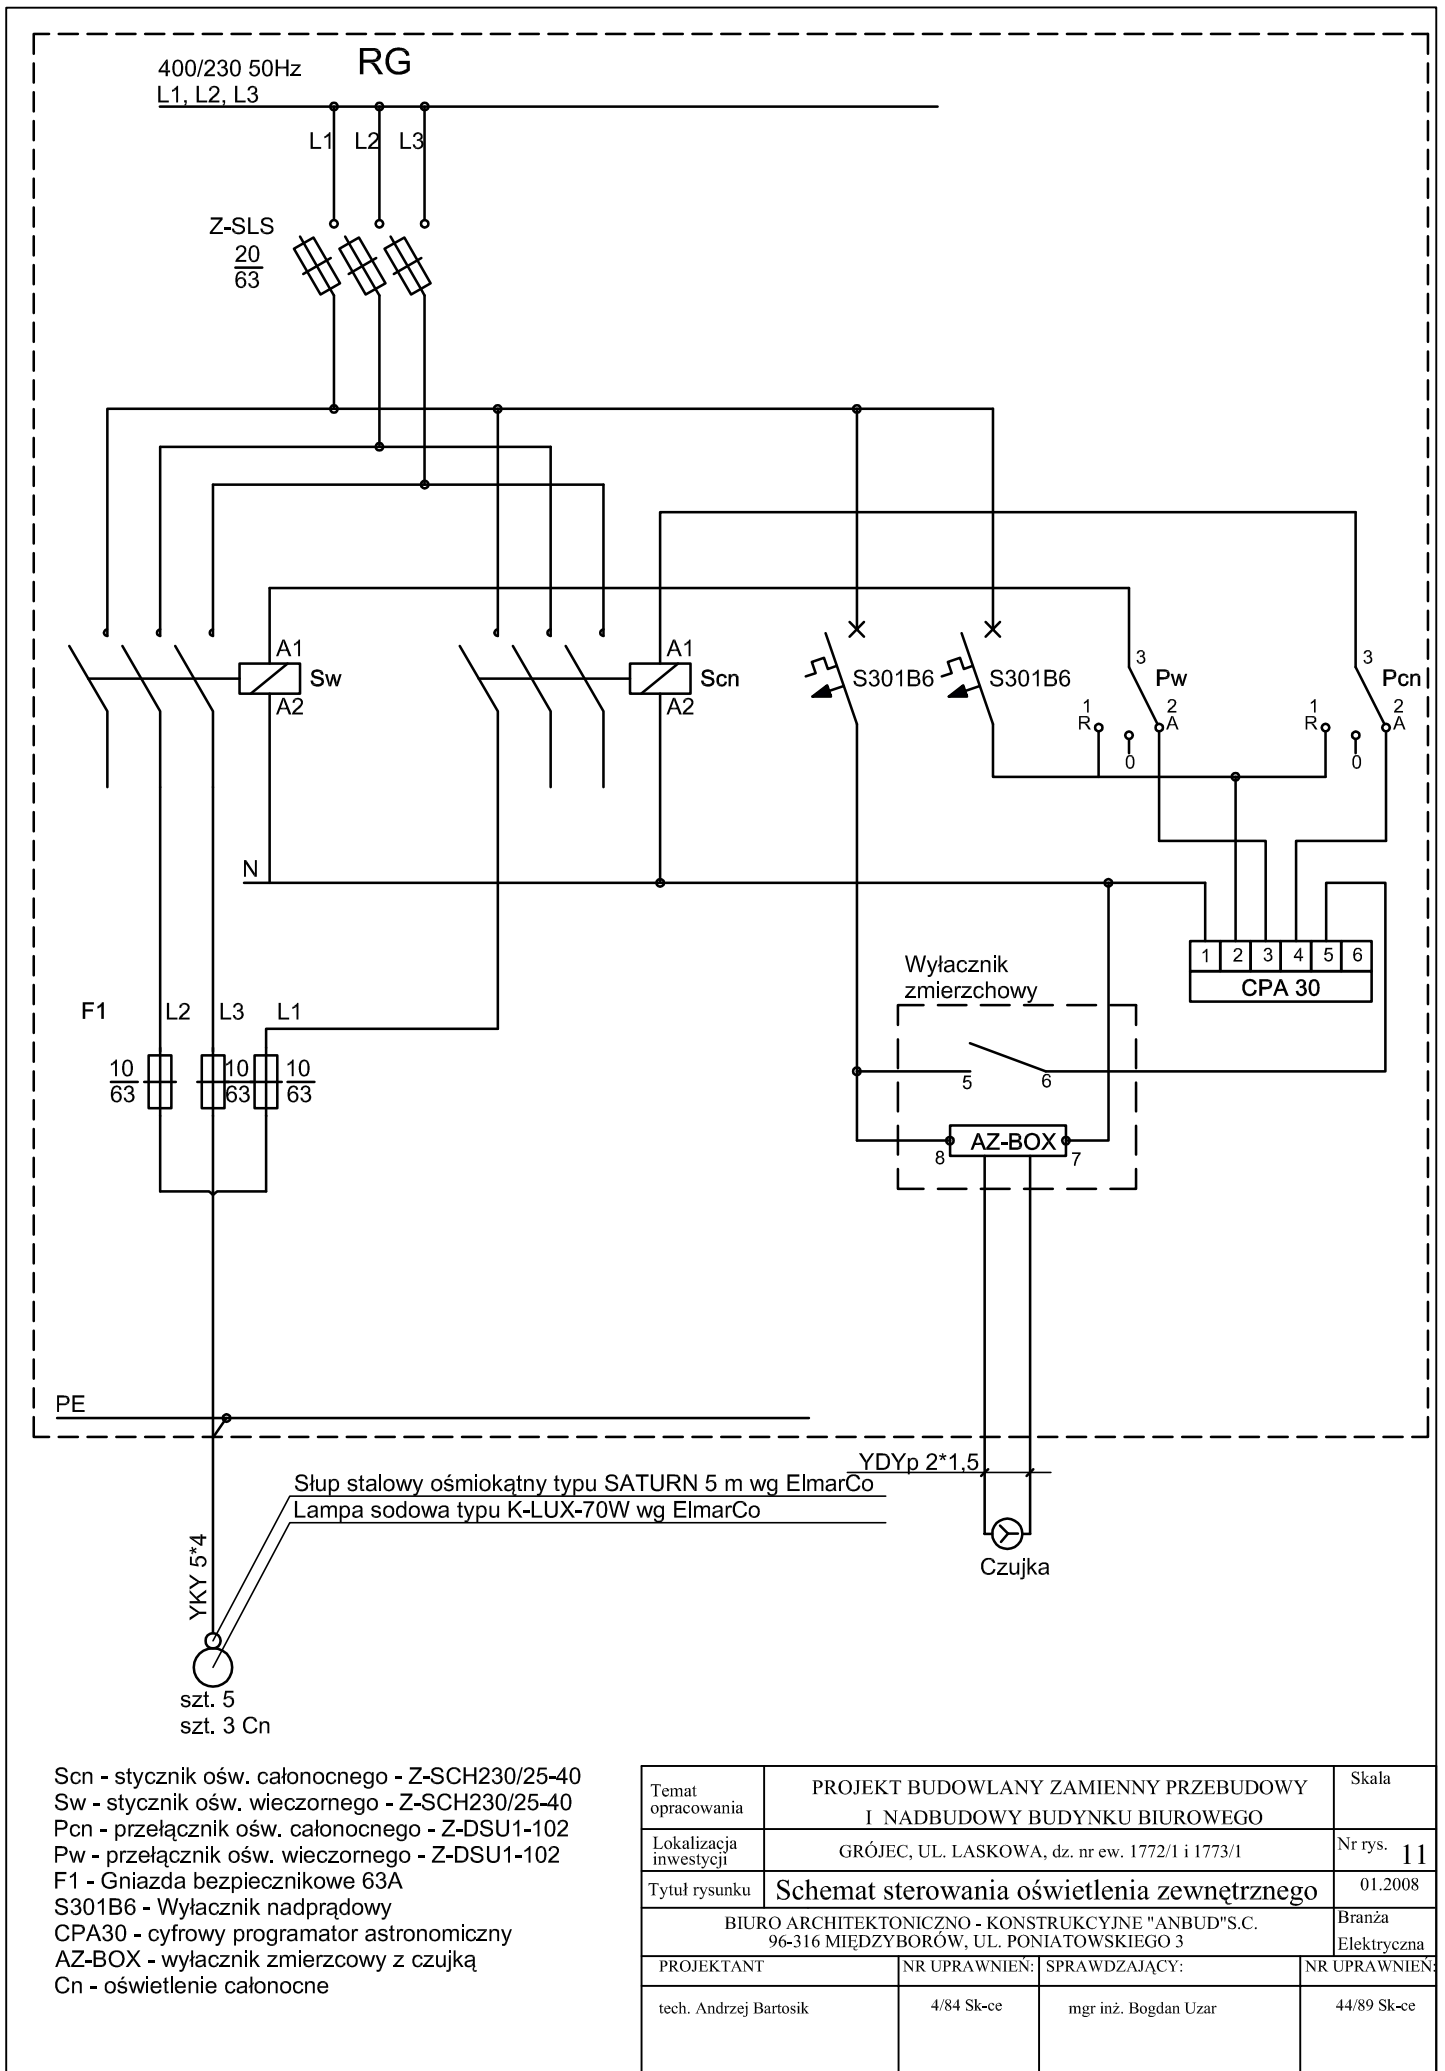 RG
400/230 50Hz
L1, L2, L3
L1 L2 L3
Z-SLS
20
63
A1
Sw
A2
A1
Scn
A2
S301B6
S301B6
3
Pw
1
R
2
A
0
3
Pcn
1
R
2
A
0
N
1 2 3 4 5 6
CPA 30
Wyłacznik
zmierzchowy
5 6
AZ-BOX
8 7
F1 L2 L3 L1
10
63
10
63
10
63
PE
YDYp 2*1,5
Słup stalowy ośmiokątny typu SATURN 5 m wg ElmarCo
Lampa sodowa typu K-LUX-70W wg ElmarCo
Czujka
YKY 5*4
szt. 5
szt. 3 Cn
Scn - stycznik ośw. całonocnego - Z-SCH230/25-40
Sw - stycznik ośw. wieczornego - Z-SCH230/25-40
Pcn - przełącznik ośw. całonocnego - Z-DSU1-102
Pw - przełącznik ośw. wieczornego - Z-DSU1-102
F1 - Gniazda bezpiecznikowe 63A
S301B6 - Wyłacznik nadprądowy
CPA30 - cyfrowy programator astronomiczny
AZ-BOX - wyłacznik zmierzcowy z czujką
Cn - oświetlenie całonocne
Temat
opracowania
PROJEKT BUDOWLANY ZAMIENNY PRZEBUDOWY
I NADBUDOWY BUDYNKU BIUROWEGO
Skala
Lokalizacja
inwestycji
GRÓJEC, UL. LASKOWA, dz. nr ew. 1772/1 i 1773/1
Nr rys. 11
Tytuł rysunku
Schemat sterowania oświetlenia zewnętrznego
01.2008
BIURO ARCHITEKTONICZNO - KONSTRUKCYJNE "ANBUD"S.C.
96-316 MIĘDZYBORÓW, UL. PONIATOWSKIEGO 3
Branża
Elektryczna
PROJEKTANT NR UPRAWNIEŃ: SPRAWDZAJĄCY: NR UPRAWNIEŃ:
tech. Andrzej Bartosik 4/84 Sk-ce mgr inż. Bogdan Uzar 44/89 Sk-ce